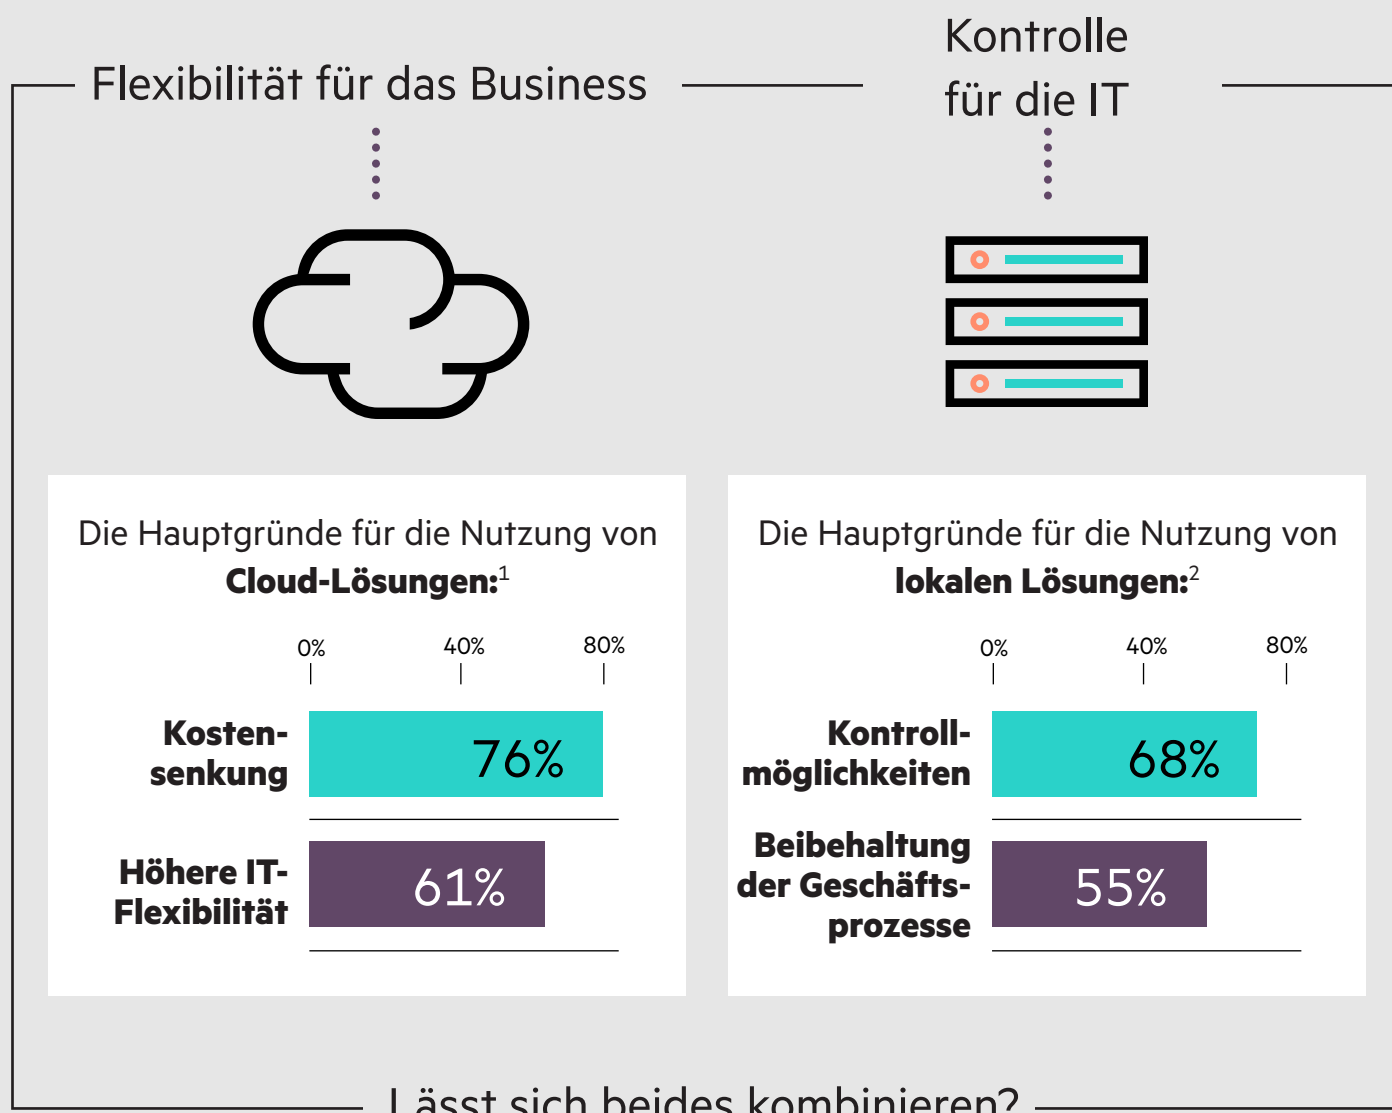 Flexibilität für das Business
Kontrolle
für die IT
Die Hauptgründe für die Nutzung von
Cloud-Lösungen:¹
0% 40% 80%
Kosten-
senkung
76%
Höhere IT-
Flexibilität
61%
Die Hauptgründe für die Nutzung von
lokalen Lösungen:²
0% 40% 80%
Kontroll-
möglichkeiten
68%
Beibehaltung
der Geschäfts-
prozesse
55%
Lässt sich beides kombinieren?